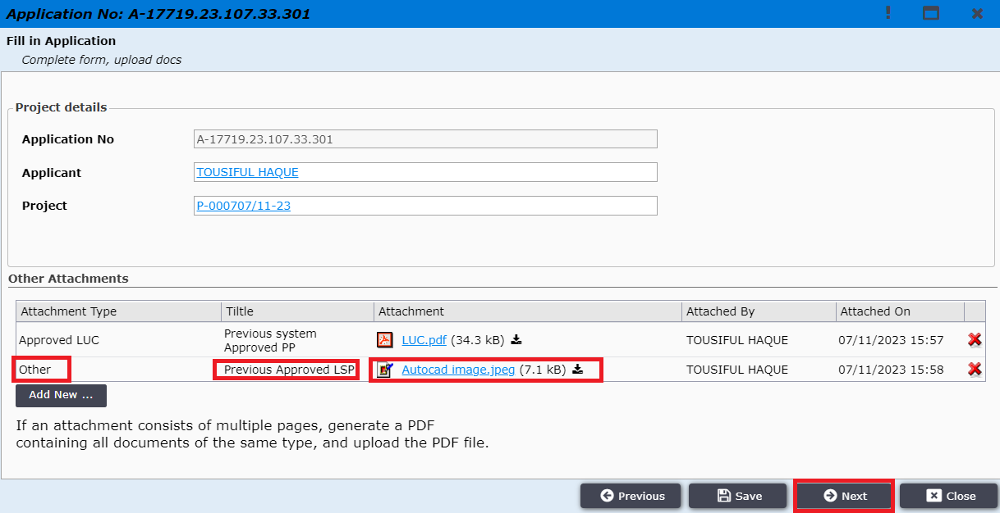 Application No: A-17719.23.107.33.301
Fill in Application
Complete form, upload docs
Project details
Application No A-17719.23.107.33.301
Applicant TOUSIFUL HAQUE
Project P-000707/11-23
Other Attachments
Attachment Type Tiltle Attachment Attached By Attached On
Approved LUC Previous system Approved PP LUC.pdf (34.3 kB) TOUSIFUL HAQUE 07/11/2023 15:57
Other Previous Approved LSP Autocad image.jpeg (7.1 kB) TOUSIFUL HAQUE 07/11/2023 15:58
Add New ...
If an attachment consists of multiple pages, generate a PDF
containing all documents of the same type, and upload the PDF file.
Previous Save Next Close